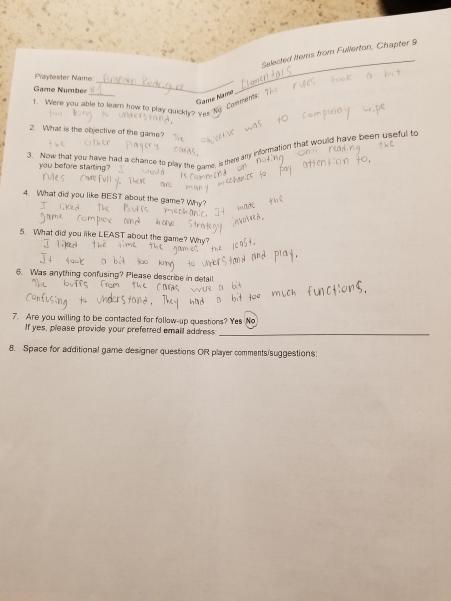 Selected Items from Fullerton, Chapter 9
Playtester Name: Brandon Rodriguez
Game Number #1 Game Name Elementals
1. Were you able to learn how to play quickly? Yes No Comments: The rules took a bit
too long to understand.
2. What is the objective of the game? The objective was to company wipe
the other players cards.
3. Now that you have had a chance to play the game, is there any information that would have been useful to
you before starting? I would recommend on noting and reading the
rules carefully. There are many mechanics to pay attention to.
4. What did you like BEST about the game? Why?
I liked the Buffs mechanic. It made the
game complex and have strategy involved.
5. What did you like LEAST about the game? Why?
I liked the time the games the least.
It took a bit too long to understand and play.
6. Was anything confusing? Please describe in detail
The buffs from the cards were a bit
confusing to understand. They had a bit too much functions.
7. Are you willing to be contacted for follow-up questions? Yes No
If yes, please provide your preferred email address:
8. Space for additional game designer questions OR player comments/suggestions: